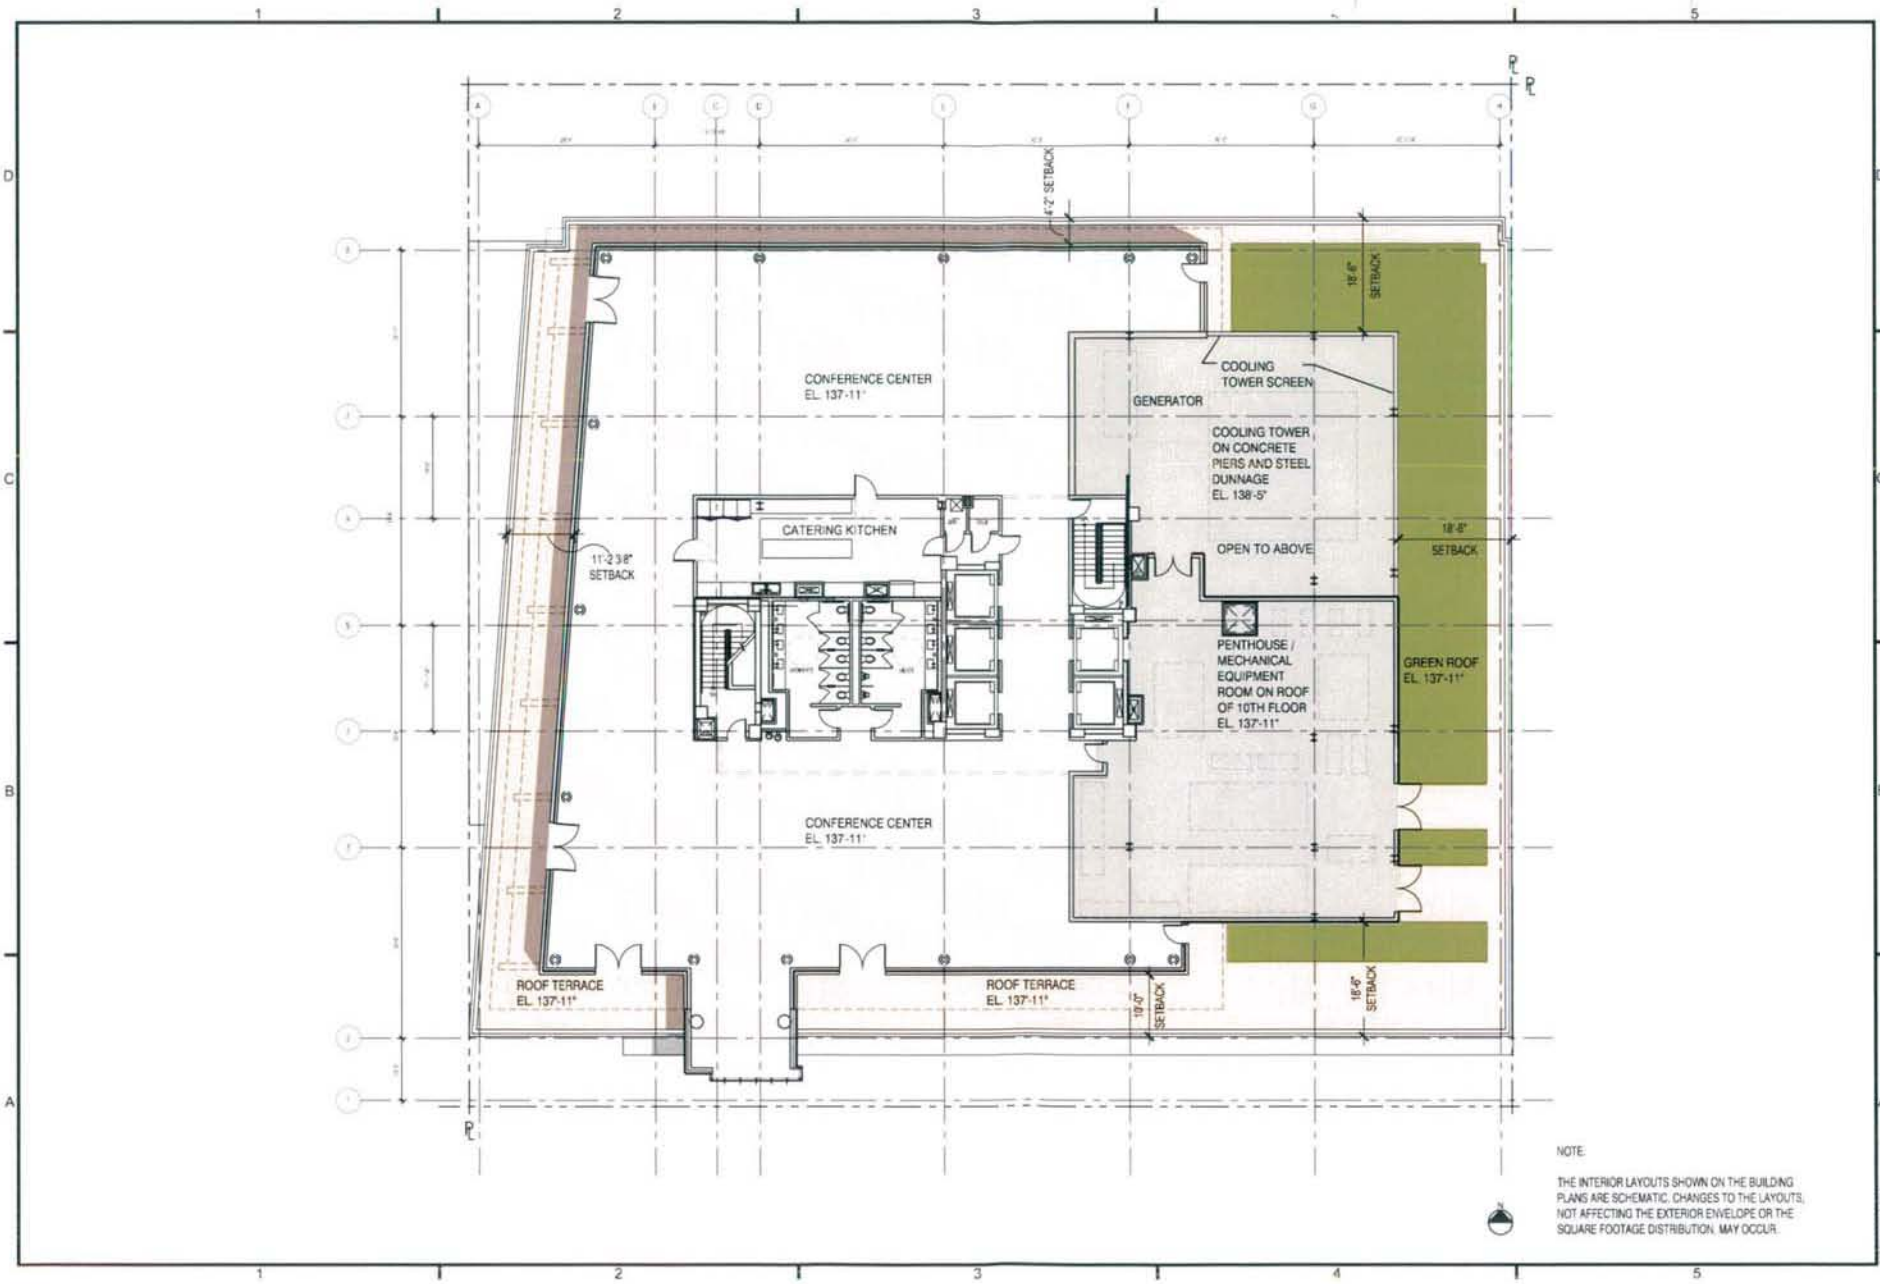 1 2 3 4 5
D
C
B
A
A
C
D
G
4'-2" SETBACK
18'-6"
SETBACK
CONFERENCE CENTER
EL. 137-11"
COOLING
TOWER SCREEN
GENERATOR
COOLING TOWER
ON CONCRETE
PIERS AND STEEL
DUNNAGE
EL. 138'-5"
CATERING KITCHEN
OPEN TO ABOVE
18'-8"
SETBACK
11'-2 3/8"
SETBACK
PENTHOUSE /
MECHANICAL
EQUIPMENT
ROOM ON ROOF
OF 10TH FLOOR
EL. 137'-11"
GREEN ROOF
EL. 137'-11"
CONFERENCE CENTER
EL. 137-11"
ROOF TERRACE
EL. 137'-11"
ROOF TERRACE
EL. 137'-11"
10'-0"
SETBACK
18'-6"
SETBACK
NOTE:
THE INTERIOR LAYOUTS SHOWN ON THE BUILDING
PLANS ARE SCHEMATIC. CHANGES TO THE LAYOUTS,
NOT AFFECTING THE EXTERIOR ENVELOPE OR THE
SQUARE FOOTAGE DISTRIBUTION, MAY OCCUR.
N
1 2 3 4 5